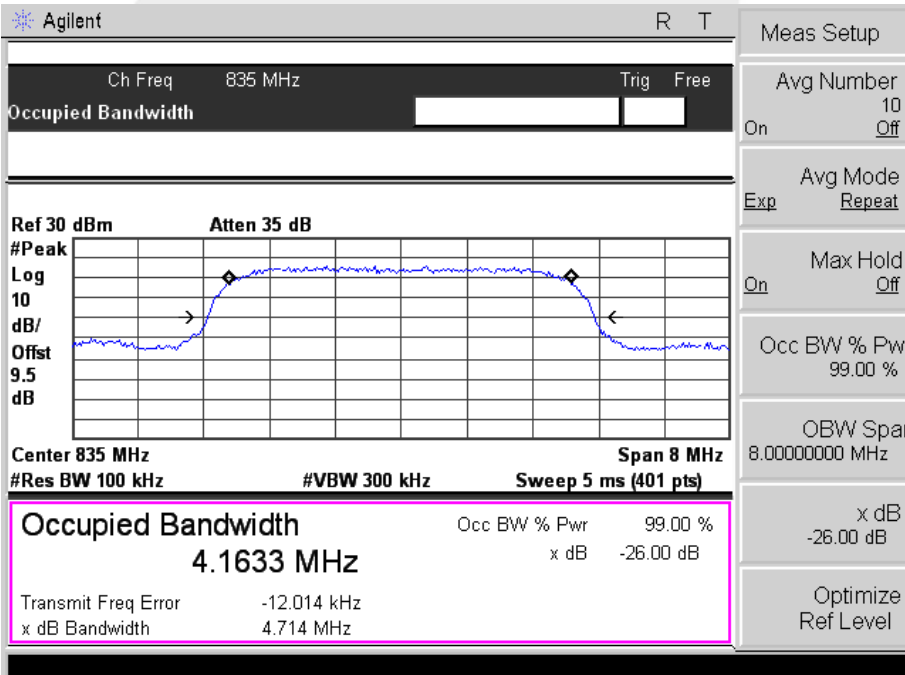 Agilent R T
Ch Freq 835 MHz Trig Free
Occupied Bandwidth
Ref 30 dBm Atten 35 dB
#Peak
Log
10
dB/
Offst
9.5
dB
Center 835 MHz Span 8 MHz
#Res BW 100 kHz #VBW 300 kHz Sweep 5 ms (401 pts)
Occupied Bandwidth Occ BW % Pwr 99.00 %
4.1633 MHz x dB -26.00 dB
Transmit Freq Error -12.014 kHz
x dB Bandwidth 4.714 MHz
Meas Setup
Avg Number
10
On Off
Avg Mode
Exp Repeat
Max Hold
On Off
Occ BW % Pw
99.00 %
OBW Spa
8.00000000 MHz
x dB
-26.00 dB
Optimize
Ref Level